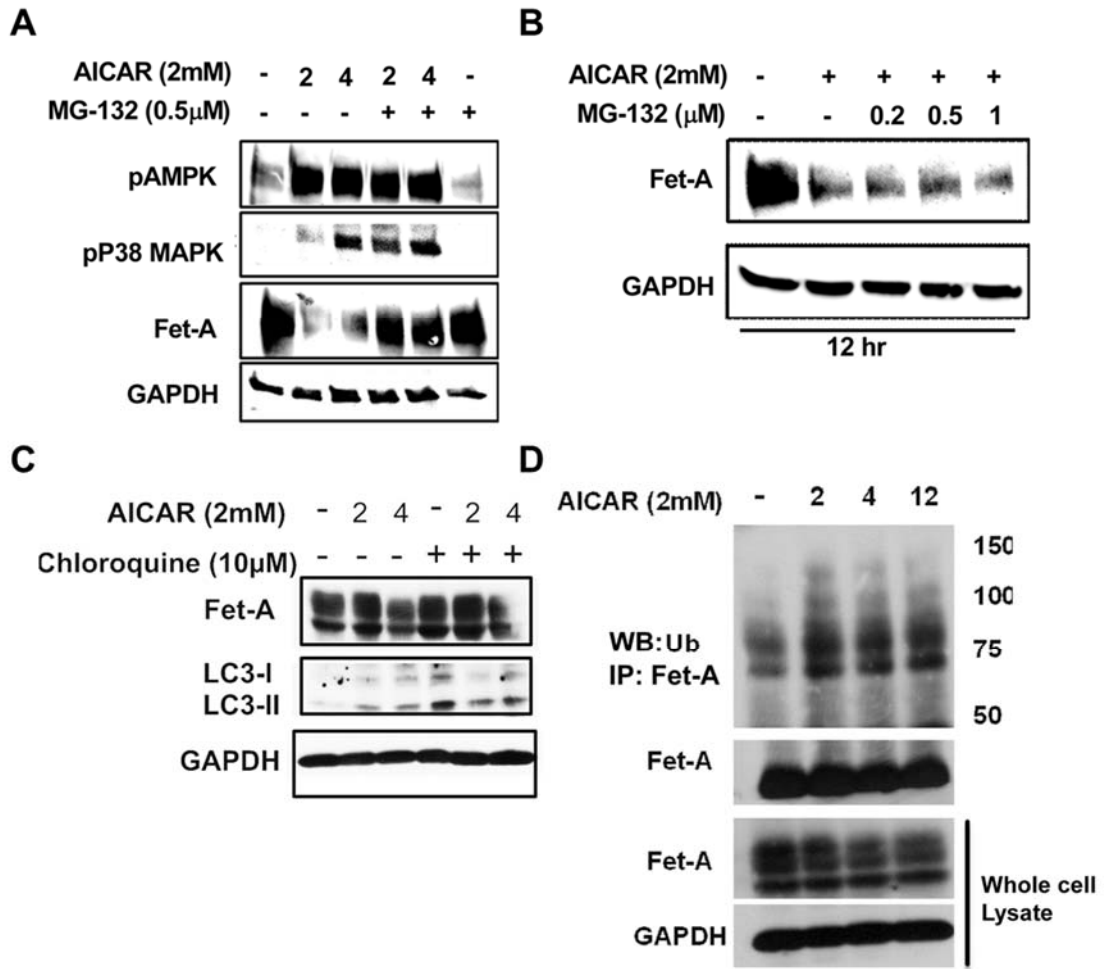 A
AICAR (2mM) - 2 4 2 4 -
MG-132 (0.5µM) - - - + + +
pAMPK
pP38 MAPK
Fet-A
GAPDH
B
AICAR (2mM) - + + + +
MG-132 (µM) - - 0.2 0.5 1
Fet-A
GAPDH
12 hr
C
AICAR (2mM) - 2 4 - 2 4
Chloroquine (10µM) - - - + + +
Fet-A
LC3-I
LC3-II
GAPDH
D
AICAR (2mM) - 2 4 12
150
100
WB:Ub
75
IP: Fet-A
50
Fet-A
Fet-A
Whole cell
Lysate
GAPDH